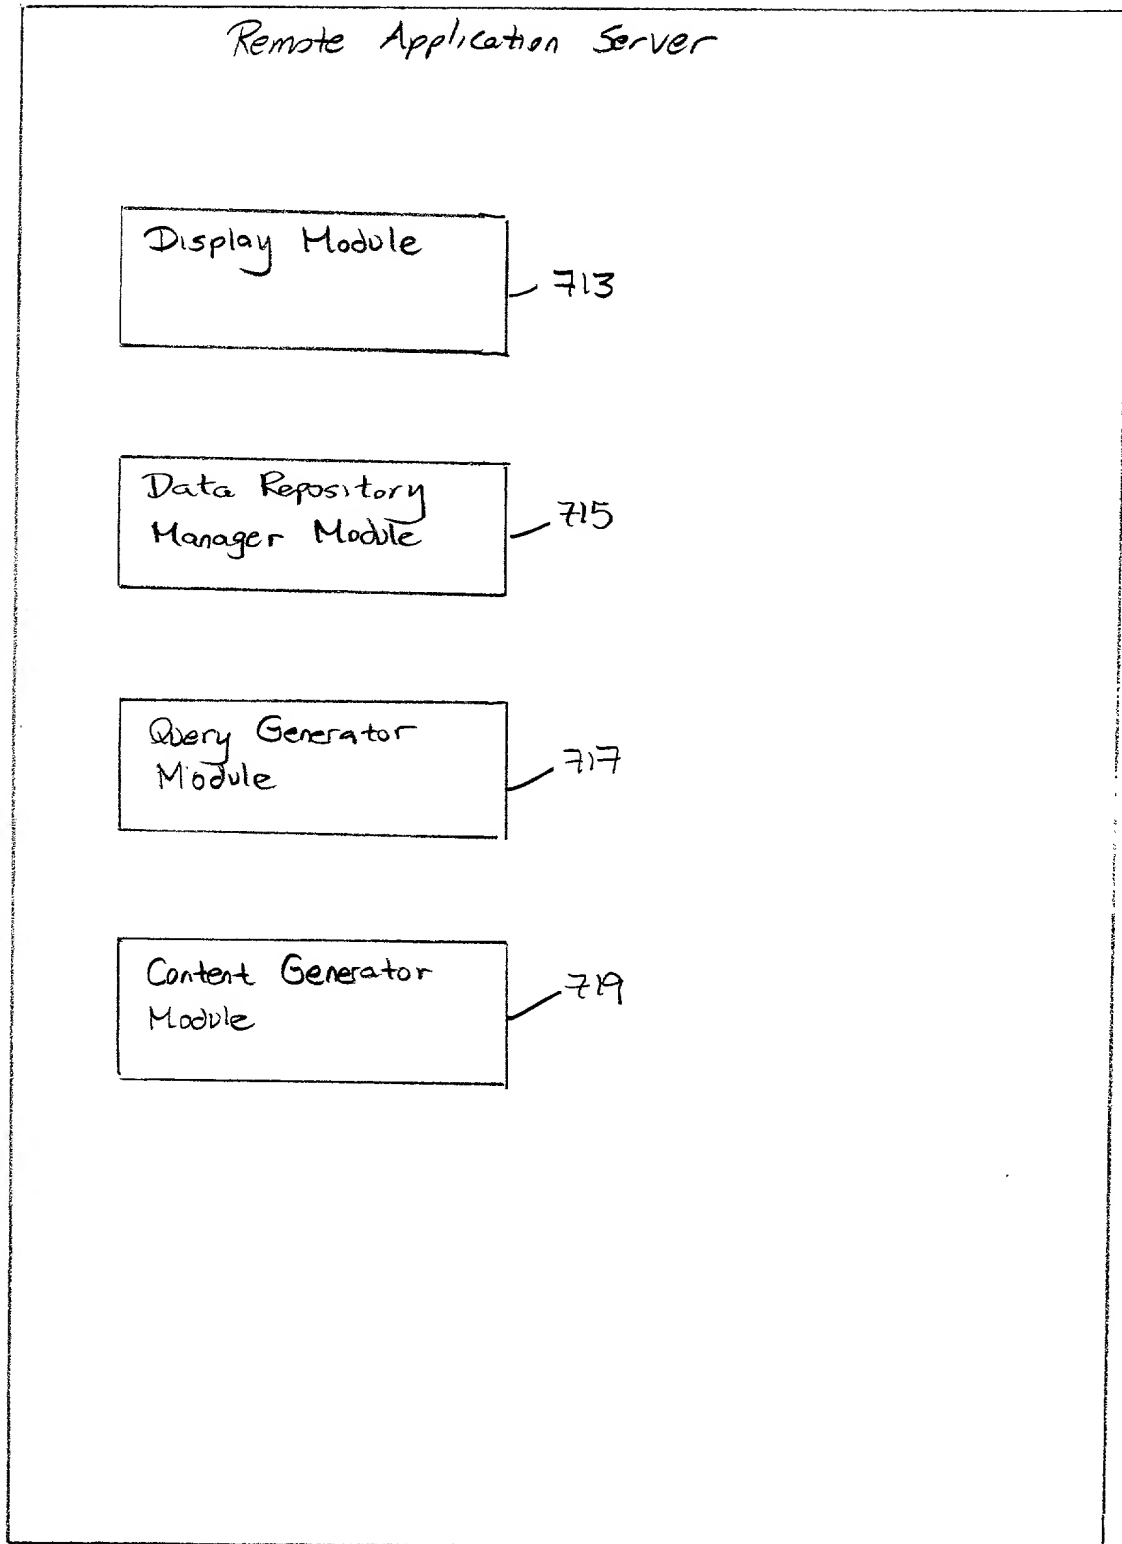 Remote Application Server
Display Module
713
Data Repository
Manager Module
715
Query Generator
Module
717
Content Generator
Module
719